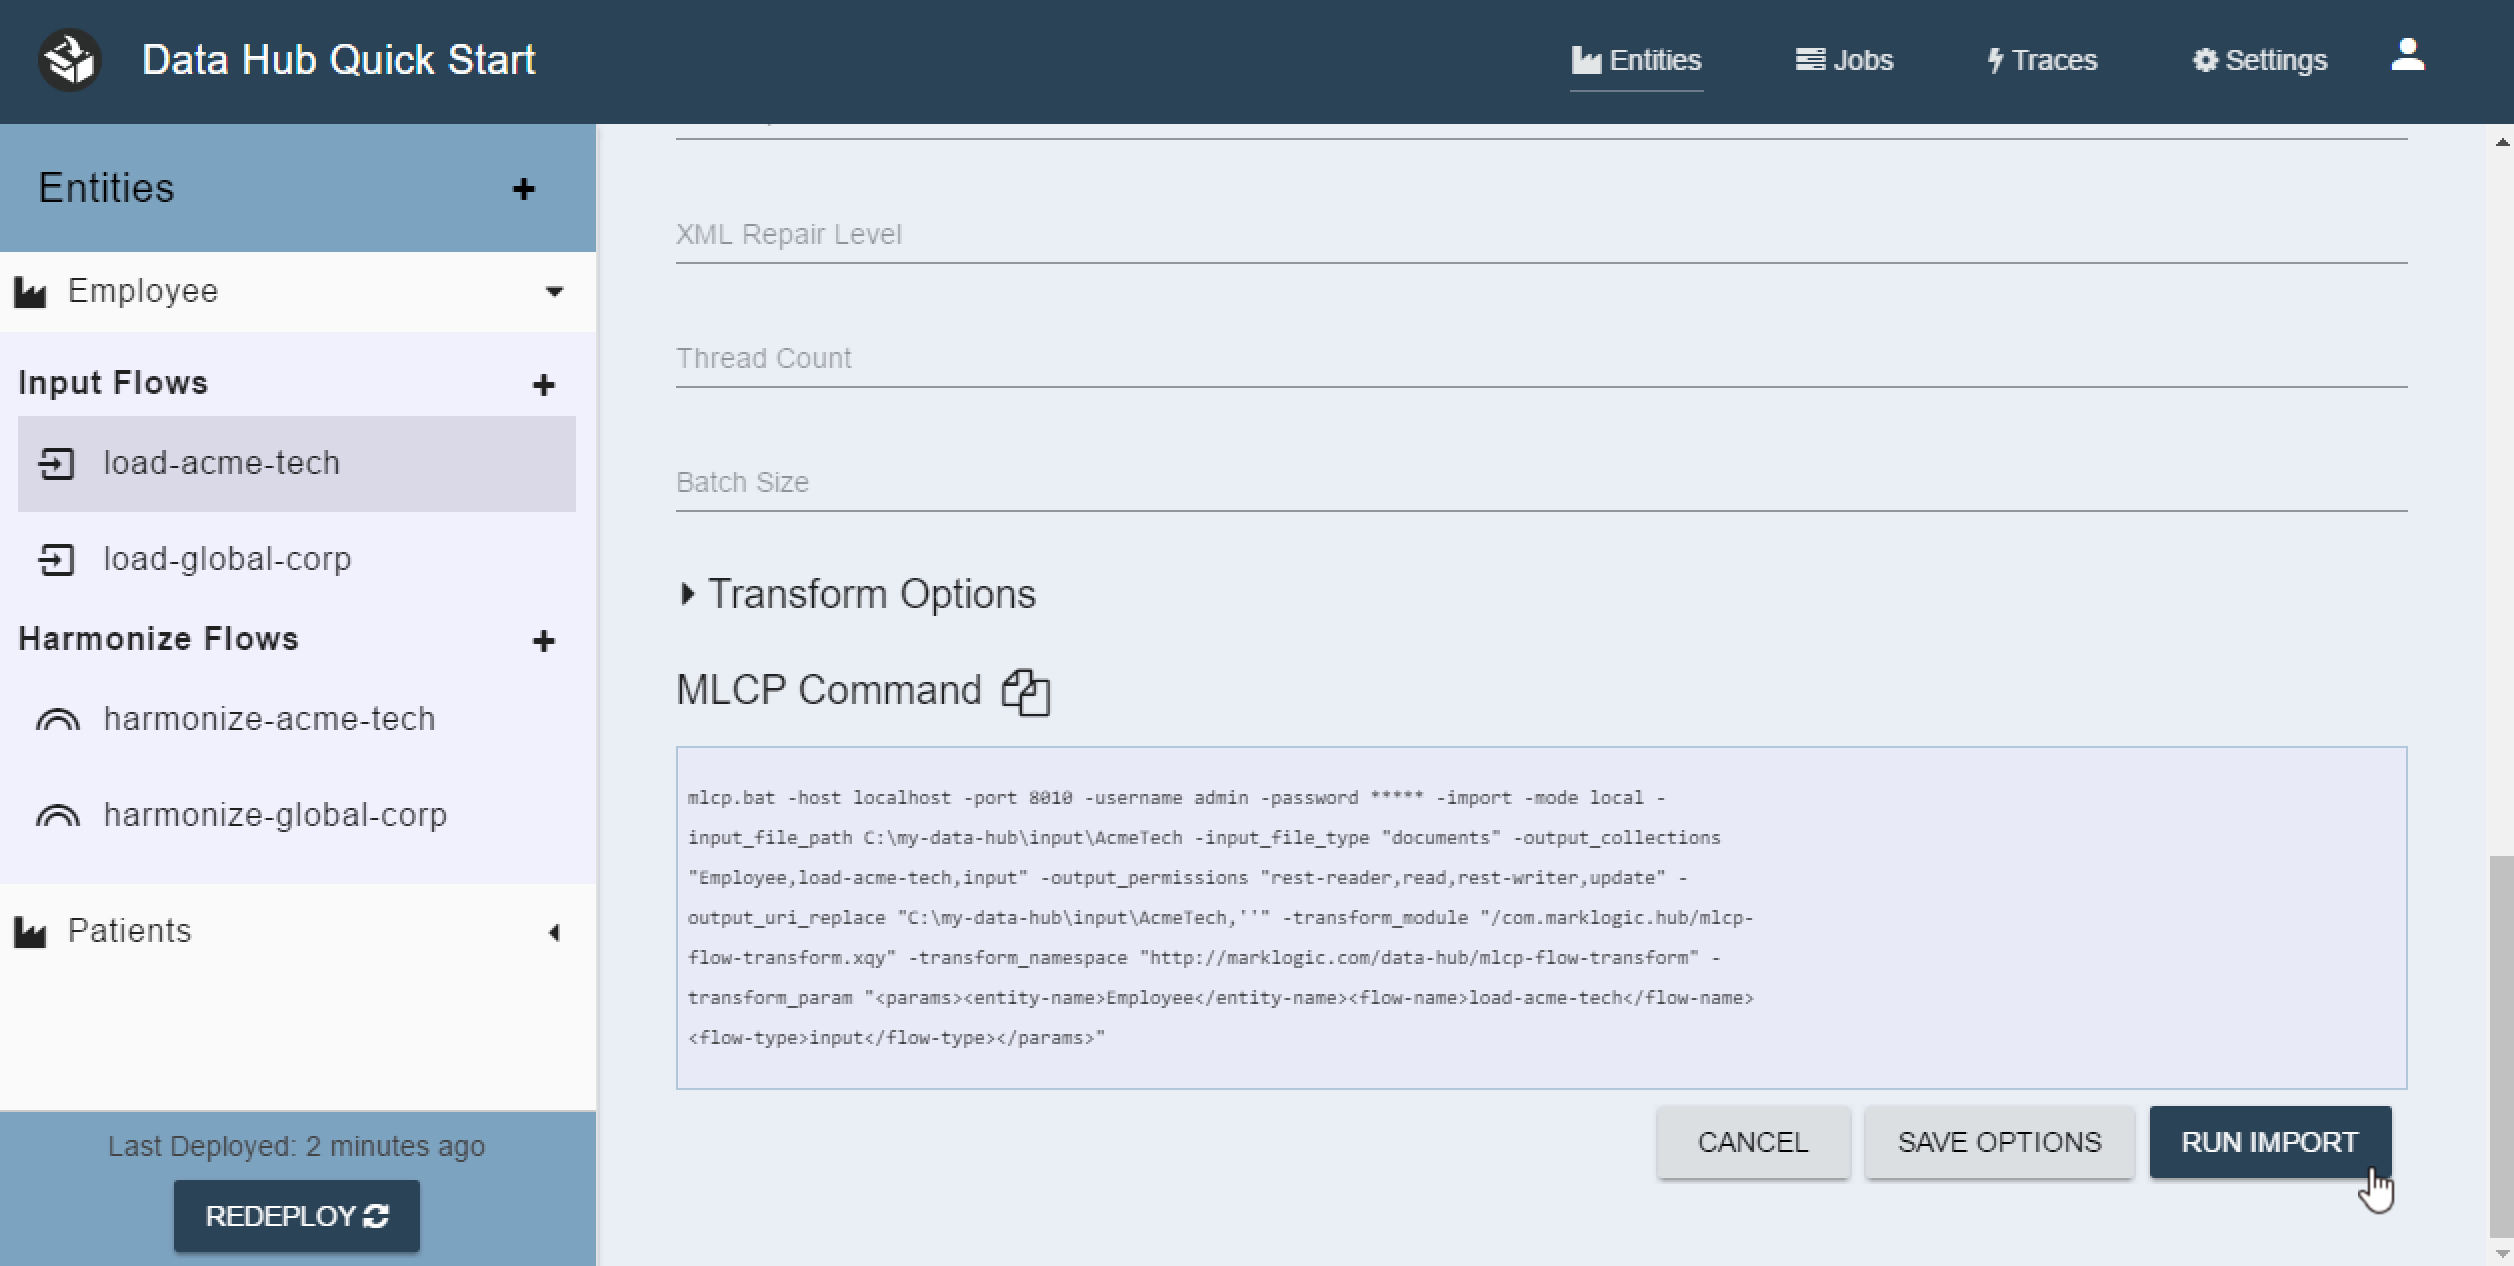 Data Hub Quick Start
Entities
Jobs
Traces
Settings
Entities
+
Employee
Input Flows
+
load-acme-tech
load-global-corp
Harmonize Flows
+
harmonize-acme-tech
harmonize-global-corp
Patients
Last Deployed: 2 minutes ago
REDEPLOY
XML Repair Level
Thread Count
Batch Size
Transform Options
MLCP Command
mlcp.bat -host localhost -port 8010 -username admin -password ***** -import -mode local -
input_file_path C:\my-data-hub\input\AcmeTech -input_file_type "documents" -output_collections
"Employee,load-acme-tech,input" -output_permissions "rest-reader,read,rest-writer,update" -
output_uri_replace "C:\my-data-hub\input\AcmeTech,''" -transform_module "/com.marklogic.hub/mlcp-
flow-transform.xqy" -transform_namespace "http://marklogic.com/data-hub/mlcp-flow-transform" -
transform_param "<params><entity-name>Employee</entity-name><flow-name>load-acme-tech</flow-name>
<flow-type>input</flow-type></params>"
CANCEL
SAVE OPTIONS
RUN IMPORT